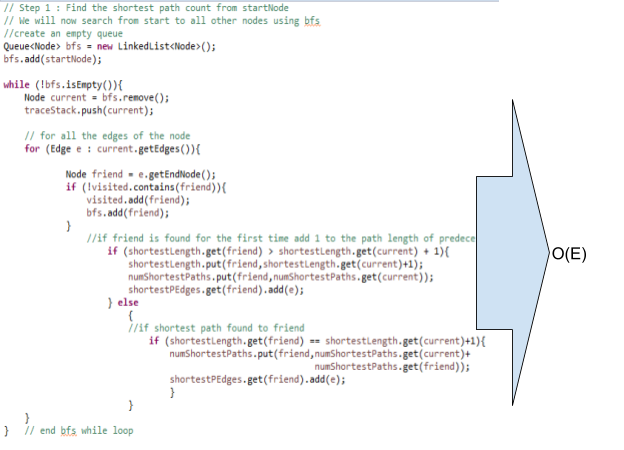 // Step 1 : Find the shortest path count from startNode
// We will now search from start to all other nodes using bfs
//create an empty queue
Queue<Node> bfs = new LinkedList<Node>();
bfs.add(startNode);
while (!bfs.isEmpty()){
Node current = bfs.remove();
traceStack.push(current);
// for all the edges of the node
for (Edge e : current.getEdges()){
Node friend = e.getEndNode();
if (!visited.contains(friend)){
visited.add(friend);
bfs.add(friend);
}
//if friend is found for the first time add 1 to the path length of predece
if (shortestLength.get(friend) > shortestLength.get(current) + 1){
shortestLength.put(friend,shortestLength.get(current)+1);
numShortestPaths.put(friend,numShortestPaths.get(current));
shortestPEdges.get(friend).add(e);
} else
{
//if shortest path found to friend
if (shortestLength.get(friend) == shortestLength.get(current)+1){
numShortestPaths.put(friend,numShortestPaths.get(current)+
numShortestPaths.get(friend));
shortestPEdges.get(friend).add(e);
}
}
}
} // end bfs while loop
O(E)